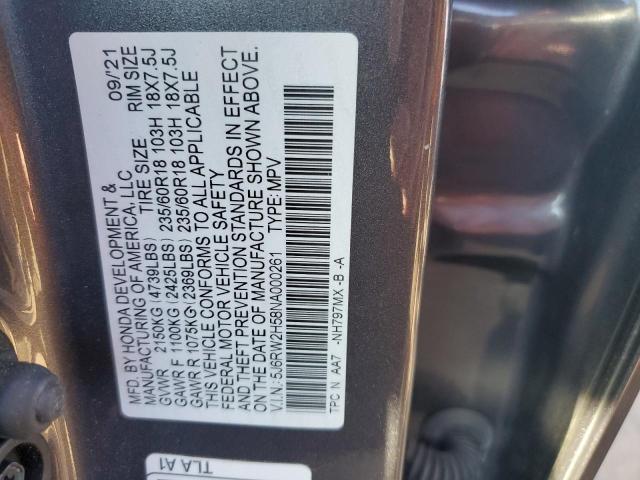 MFD. BY HONDA DEVELOPMENT & 09/'21
MANUFACTURING OF AMERICA, LLC
TIRE SIZE RIM SIZE
GVWR 2150KG (4739LBS)
GAWR F 1100KG (2425LBS) 235/60R18 103H 18X7.5J
GAWR R 1075KG (2369LBS) 235/60R18 103H 18X7.5J
THIS VEHICLE CONFORMS TO ALL APPLICABLE
FEDERAL MOTOR VEHICLE SAFETY
AND THEFT PREVENTION STANDARDS IN EFFECT
ON THE DATE OF MANUFACTURE SHOWN ABOVE.
V.I.N.: 5J6RW2H58NA000261 TYPE: MPV
TPC N AA7 -NH797MX -B -A
TLA A1